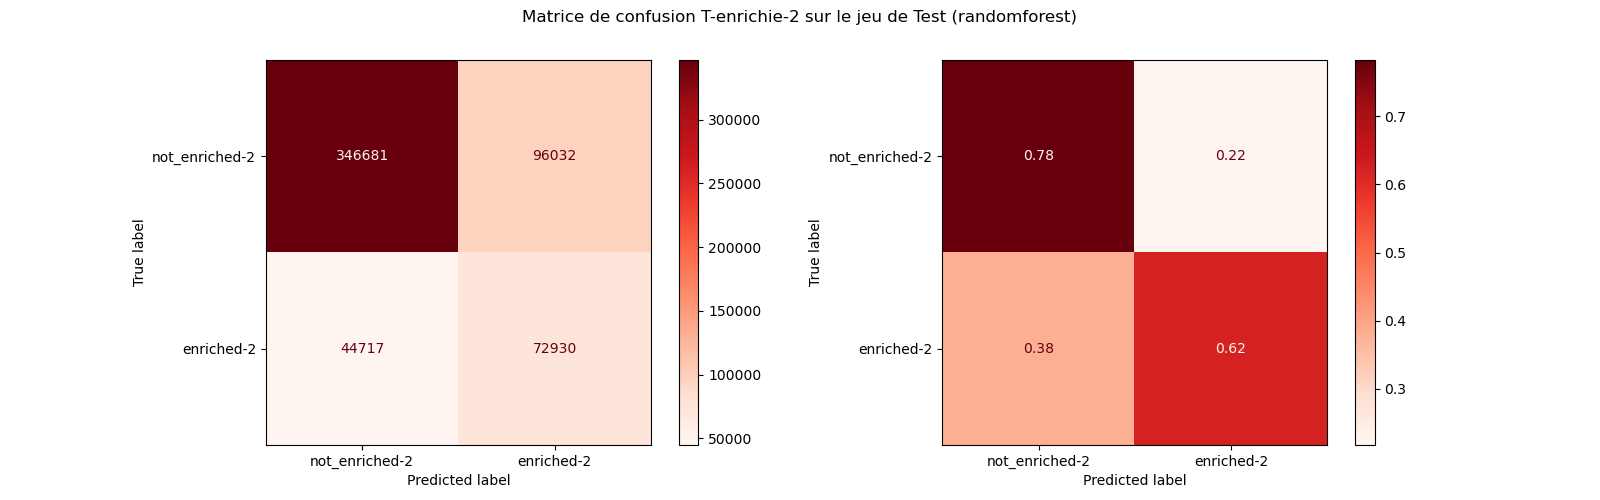 Matrice de confusion T-enrichie-2 sur le jeu de Test (randomforest)
not_enriched-2
enriched-2
True label
346681 96032
44717 72930
not_enriched-2 enriched-2
Predicted label
300000
250000
200000
150000
100000
50000
not_enriched-2
enriched-2
True label
0.78 0.22
0.38 0.62
not_enriched-2 enriched-2
Predicted label
0.7
0.6
0.5
0.4
0.3